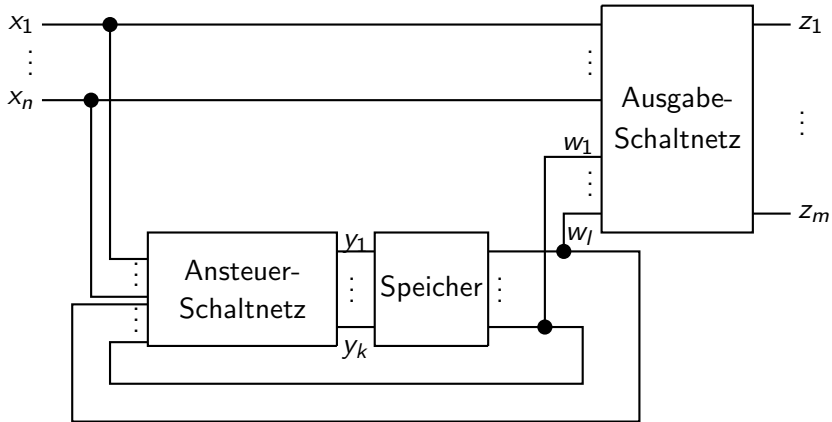 x₁
⋮
xₙ
Ausgabe-
Schaltnetz
z₁
⋮
zₘ
w₁
⋮
wₗ
Ansteuer-
Schaltnetz
y₁
⋮
yₖ
Speicher